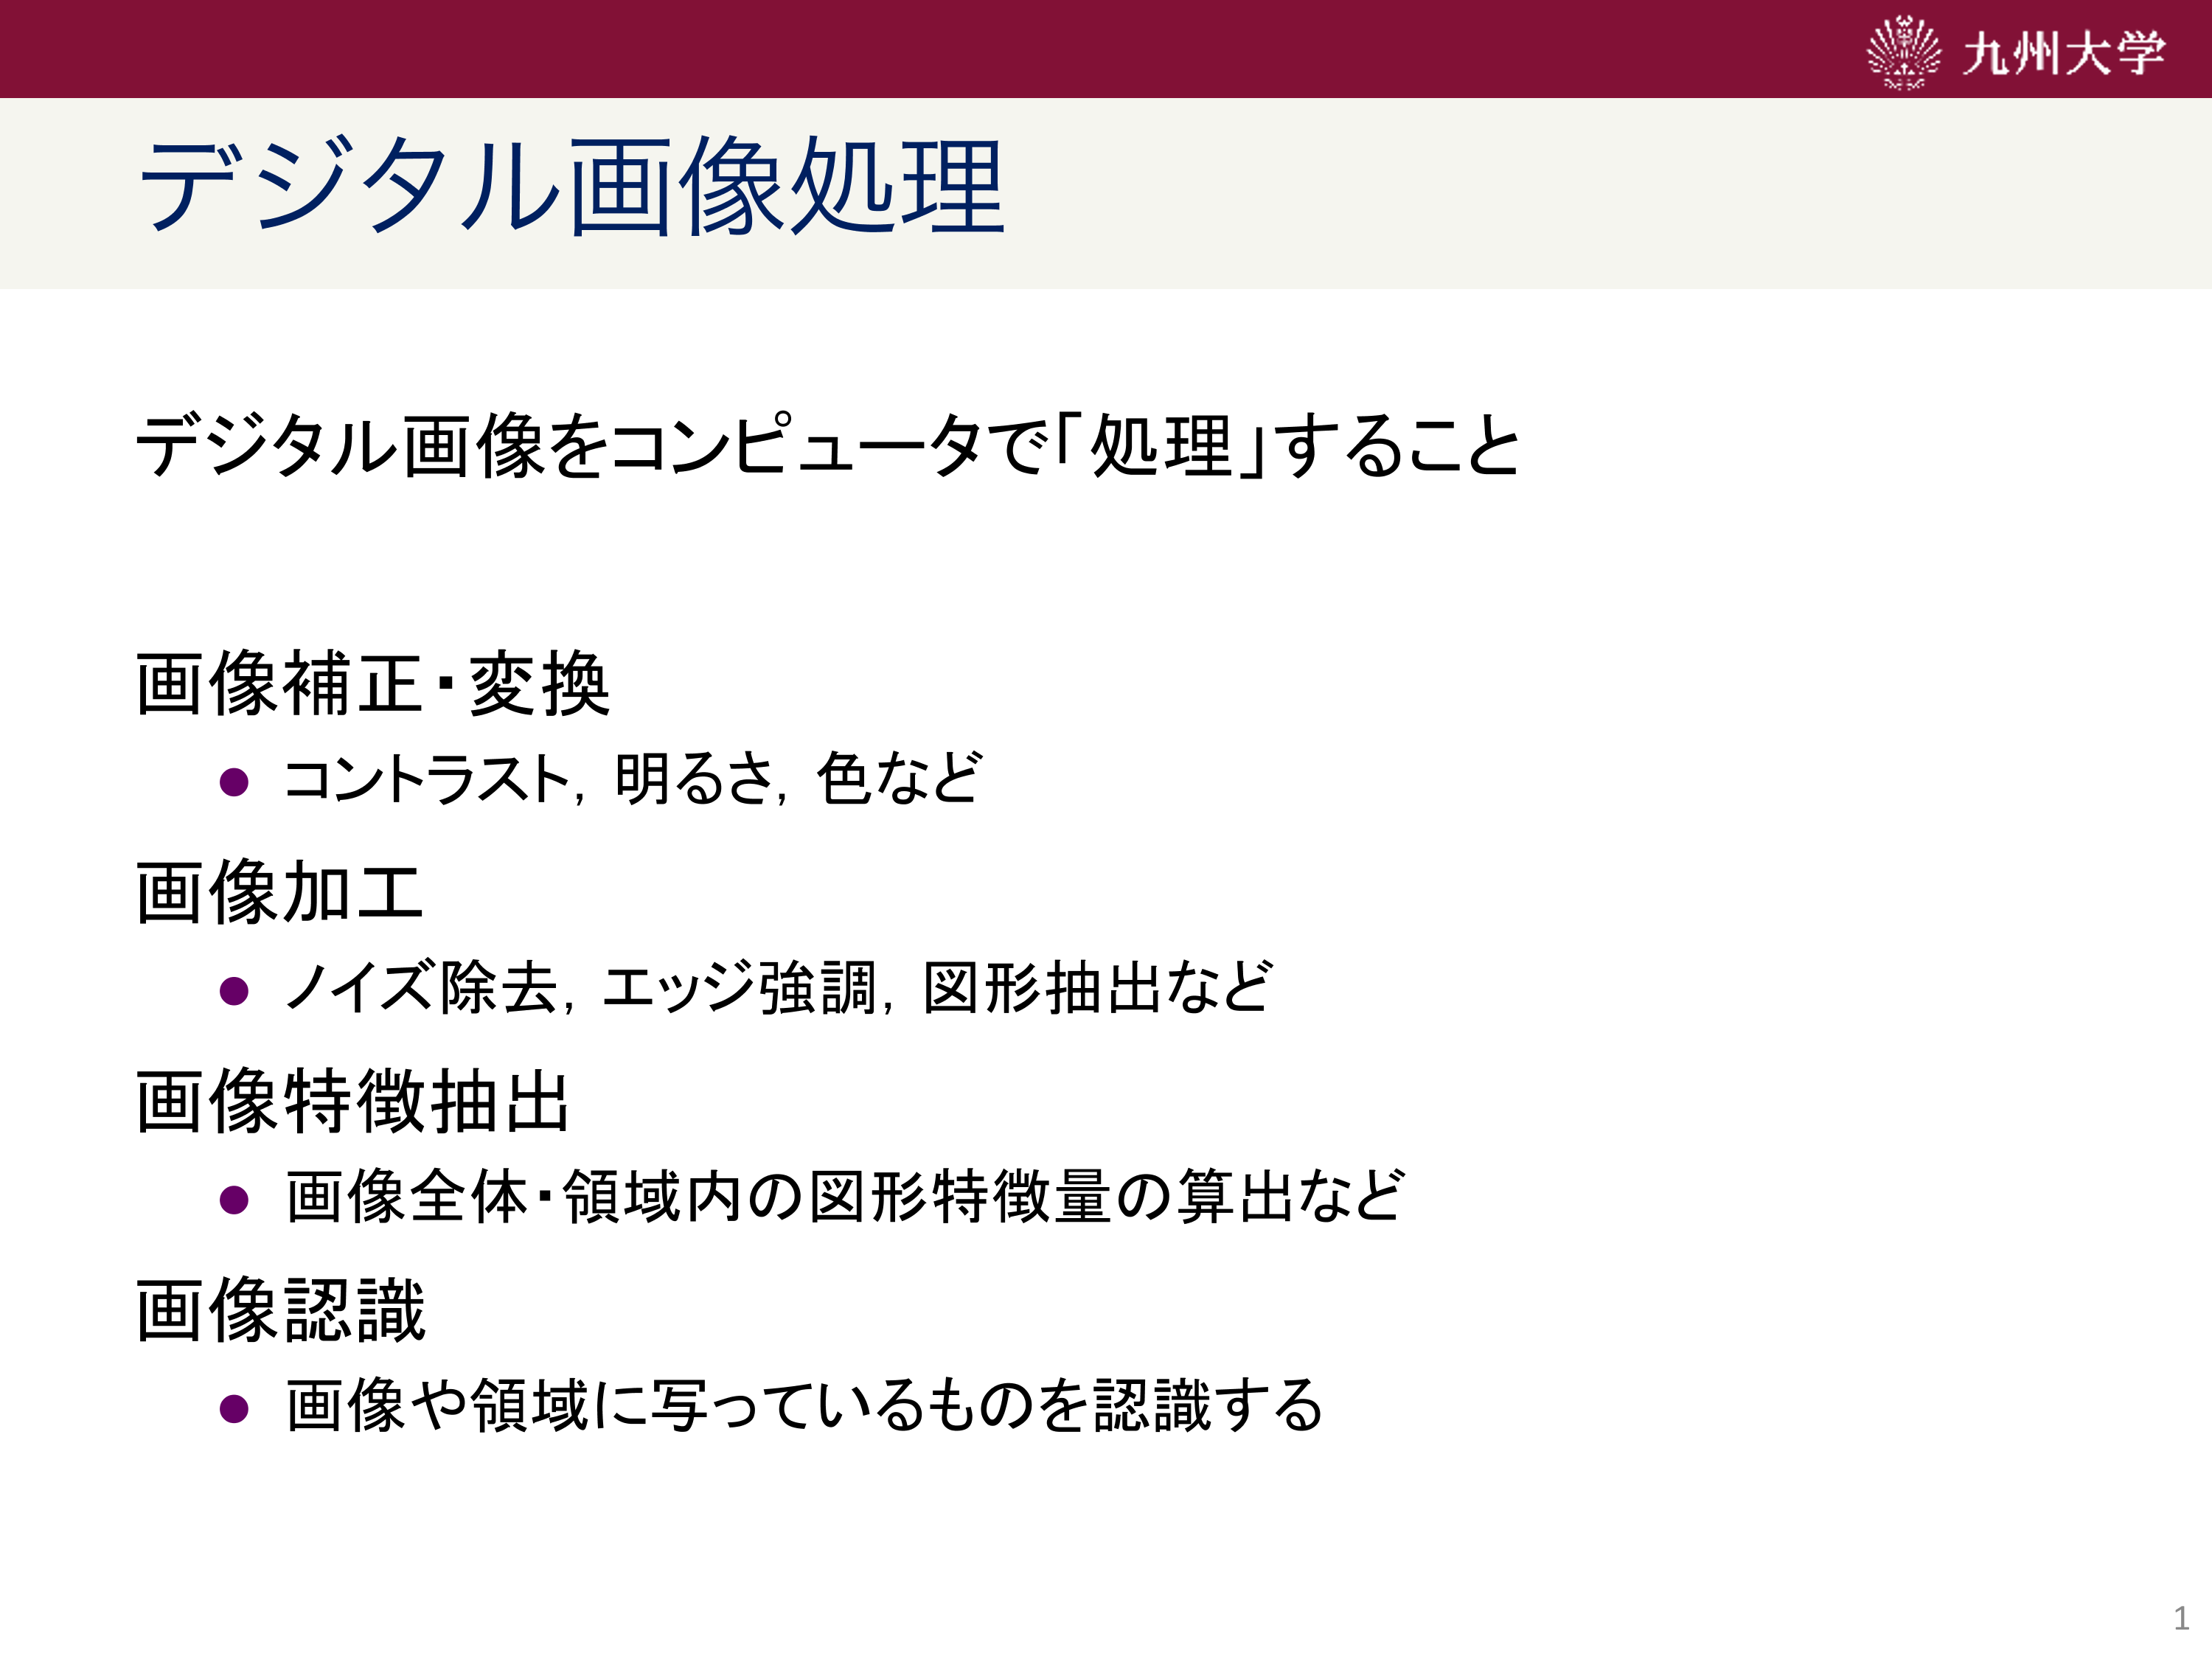 九州大学
デジタル画像処理
デジタル画像をコンピュータで「処理」すること
画像補正・変換
● コントラスト, 明るさ, 色など
画像加工
● ノイズ除去, エッジ強調, 図形抽出など
画像特徴抽出
● 画像全体・領域内の図形特徴量の算出など
画像認識
● 画像や領域に写っているものを認識する
1